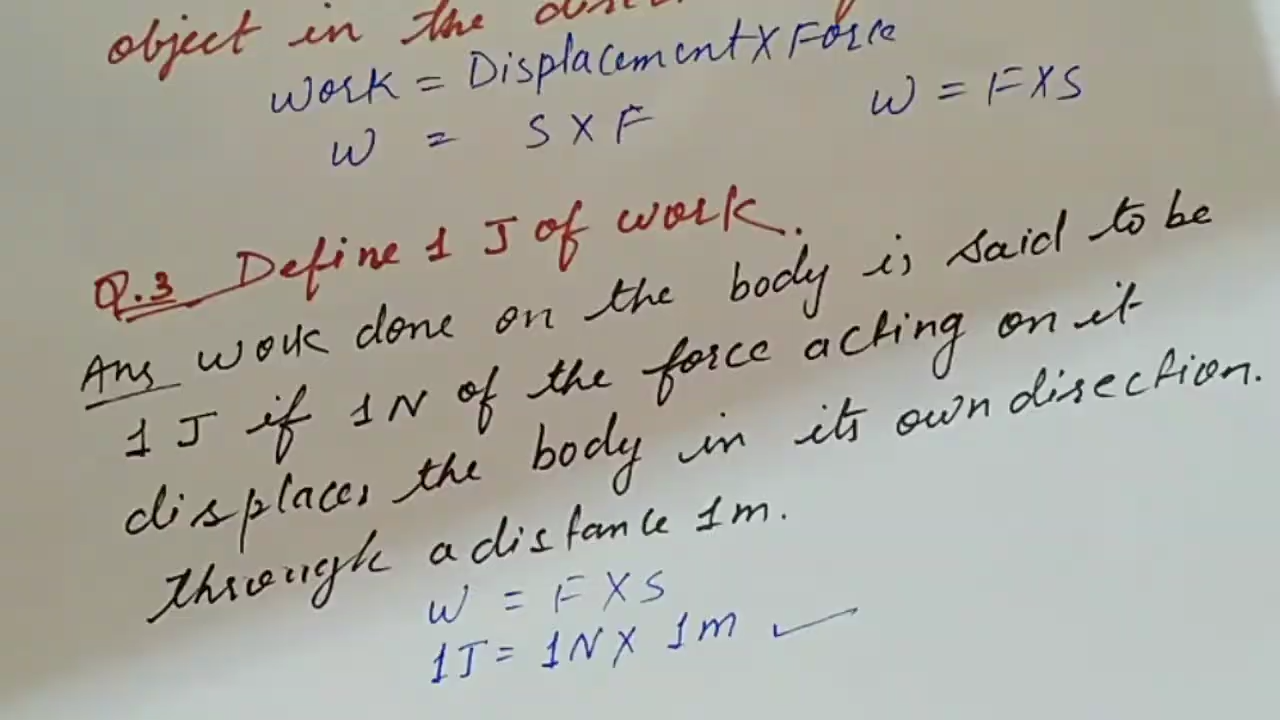 object in the
Work = Displacement X Force
W = S X F
W = F X S
Q.3 Define 1 J of work.
Ans Work done on the body is said to be
1 J if 1N of the force acting on it
displaces the body in its own direction.
through a distance 1m.
W = F X S
1J = 1N X 1m